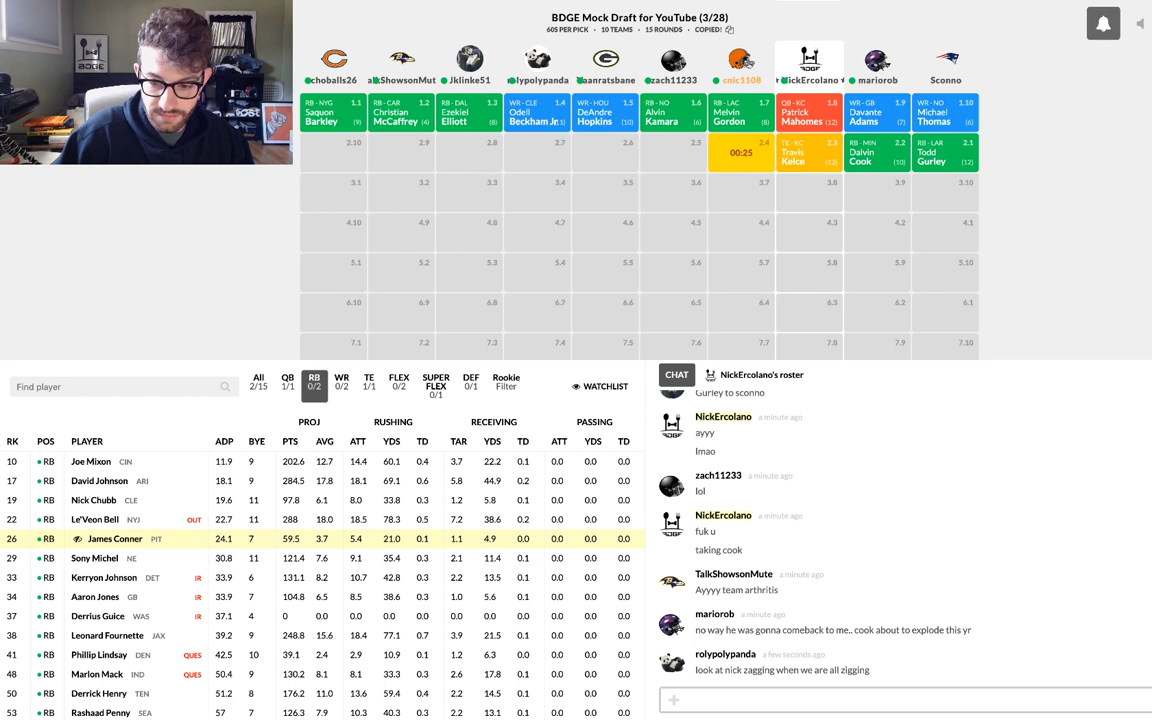 BDGE Mock Draft for YouTube (3/28)
60S PER PICK · 10 TEAMS · 15 ROUNDS · COPIED!
choballs26 alkShowsonMut Jklinke51 olypolypanda aanratsbane zach11233 cnic1108 NickErcolano mariorob Sconno
RB - NYG 1.1 RB - CAR 1.2 RB - DAL 1.3 WR - CLE 1.4 WR - HOU 1.5 RB - NO 1.6 RB - LAC 1.7 QB - KC 1.8 WR - GB 1.9 WR - NO 1.10
Saquon Christian Ezekiel Odell DeAndre Alvin Melvin Patrick Davante Michael
Barkley (9) McCaffrey (4) Elliott (8) Beckham Jr (11) Hopkins (10) Kamara (6) Gordon (8) Mahomes (12) Adams (7) Thomas (6)
2.10 2.9 2.8 2.7 2.6 2.5 2.4 TE - KC 2.3 RB - MIN 2.2 RB - LAR 2.1
00:25 Travis Dalvin Todd
Kelce (12) Cook (10) Gurley (12)
3.1 3.2 3.3 3.4 3.5 3.6 3.7 3.8 3.9 3.10
4.10 4.9 4.8 4.7 4.6 4.5 4.4 4.3 4.2 4.1
5.1 5.2 5.3 5.4 5.5 5.6 5.7 5.8 5.9 5.10
6.10 6.9 6.8 6.7 6.6 6.5 6.4 6.3 6.2 6.1
7.1 7.2 7.3 7.4 7.5 7.6 7.7 7.8 7.9 7.10
BDGE
Find player
All QB RB WR TE FLEX SUPER FLEX DEF Rookie
2/15 1/1 0/2 0/2 1/1 0/2 0/1 0/1 Filter
WATCHLIST
PROJ RUSHING RECEIVING PASSING
RK POS PLAYER ADP BYE PTS AVG ATT YDS TD TAR YDS TD ATT YDS TD
10 RB Joe Mixon CIN 11.9 9 202.6 12.7 14.4 60.1 0.4 3.7 22.2 0.1 0.0 0.0 0.0
17 RB David Johnson ARI 18.1 9 284.5 17.8 18.1 69.1 0.6 5.8 44.9 0.2 0.0 0.0 0.0
19 RB Nick Chubb CLE 19.6 11 97.8 6.1 8.0 33.8 0.3 1.2 5.8 0.1 0.0 0.0 0.0
22 RB Le'Veon Bell NYJ OUT 22.7 11 288 18.0 18.5 78.3 0.5 7.2 38.6 0.2 0.0 0.0 0.0
26 RB James Conner PIT 24.1 7 59.5 3.7 5.4 21.0 0.1 1.1 4.9 0.0 0.0 0.0 0.0
29 RB Sony Michel NE 30.8 11 121.4 7.6 9.1 35.4 0.3 2.1 11.4 0.1 0.0 0.0 0.0
33 RB Kerryon Johnson DET IR 33.9 6 131.1 8.2 10.7 42.8 0.3 2.2 13.5 0.1 0.0 0.0 0.0
34 RB Aaron Jones GB IR 33.9 7 104.8 6.5 8.5 38.6 0.3 1.0 5.6 0.1 0.0 0.0 0.0
37 RB Derrius Guice WAS IR 37.1 4 0 0.0 0.0 0.0 0.0 0.0 0.0 0.0 0.0 0.0 0.0
38 RB Leonard Fournette JAX 39.2 9 248.8 15.6 18.4 77.1 0.7 3.9 21.5 0.1 0.0 0.0 0.0
41 RB Phillip Lindsay DEN QUES 42.5 10 39.1 2.4 2.9 10.9 0.1 1.2 6.3 0.0 0.0 0.0 0.0
48 RB Marlon Mack IND QUES 50.4 9 130.2 8.1 8.1 33.3 0.3 2.6 17.8 0.1 0.0 0.0 0.0
50 RB Derrick Henry TEN 51.2 8 176.2 11.0 13.6 59.4 0.4 2.2 14.5 0.1 0.0 0.0 0.0
53 RB Rashaad Penny SEA 57 7 126.3 7.9 10.3 40.3 0.3 2.2 13.1 0.1 0.0 0.0 0.0
CHAT NickErcolano's roster
Gurley to sconno
NickErcolano a minute ago
ayyy
lmao
zach11233 a minute ago
lol
NickErcolano a minute ago
fuk u
taking cook
TalkShowsonMute a minute ago
Ayyyy team arthritis
mariorob a minute ago
no way he was gonna comeback to me.. cook about to explode this yr
rolypolypanda a few seconds ago
look at nick zagging when we are all zigging